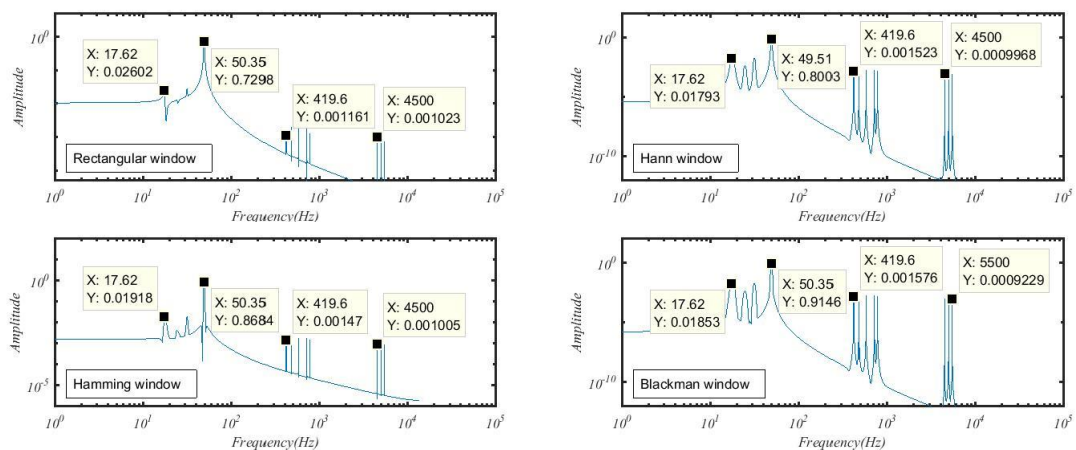 10^0
Amplitude
X: 17.62
Y: 0.02602
X: 50.35
Y: 0.7298
X: 419.6
Y: 0.001161
X: 4500
Y: 0.001023
Rectangular window
10^0 10^1 10^2 10^3 10^4 10^5
Frequency(Hz)
10^0
10^-10
Amplitude
X: 17.62
Y: 0.01793
X: 49.51
Y: 0.8003
X: 419.6
Y: 0.001523
X: 4500
Y: 0.0009968
Hann window
10^0 10^1 10^2 10^3 10^4 10^5
Frequency(Hz)
10^0
10^-5
Amplitude
X: 17.62
Y: 0.01918
X: 50.35
Y: 0.8684
X: 419.6
Y: 0.00147
X: 4500
Y: 0.001005
Hamming window
10^0 10^1 10^2 10^3 10^4 10^5
Frequency(Hz)
10^0
10^-10
Amplitude
X: 17.62
Y: 0.01853
X: 50.35
Y: 0.9146
X: 419.6
Y: 0.001576
X: 5500
Y: 0.0009229
Blackman window
10^0 10^1 10^2 10^3 10^4 10^5
Frequency(Hz)